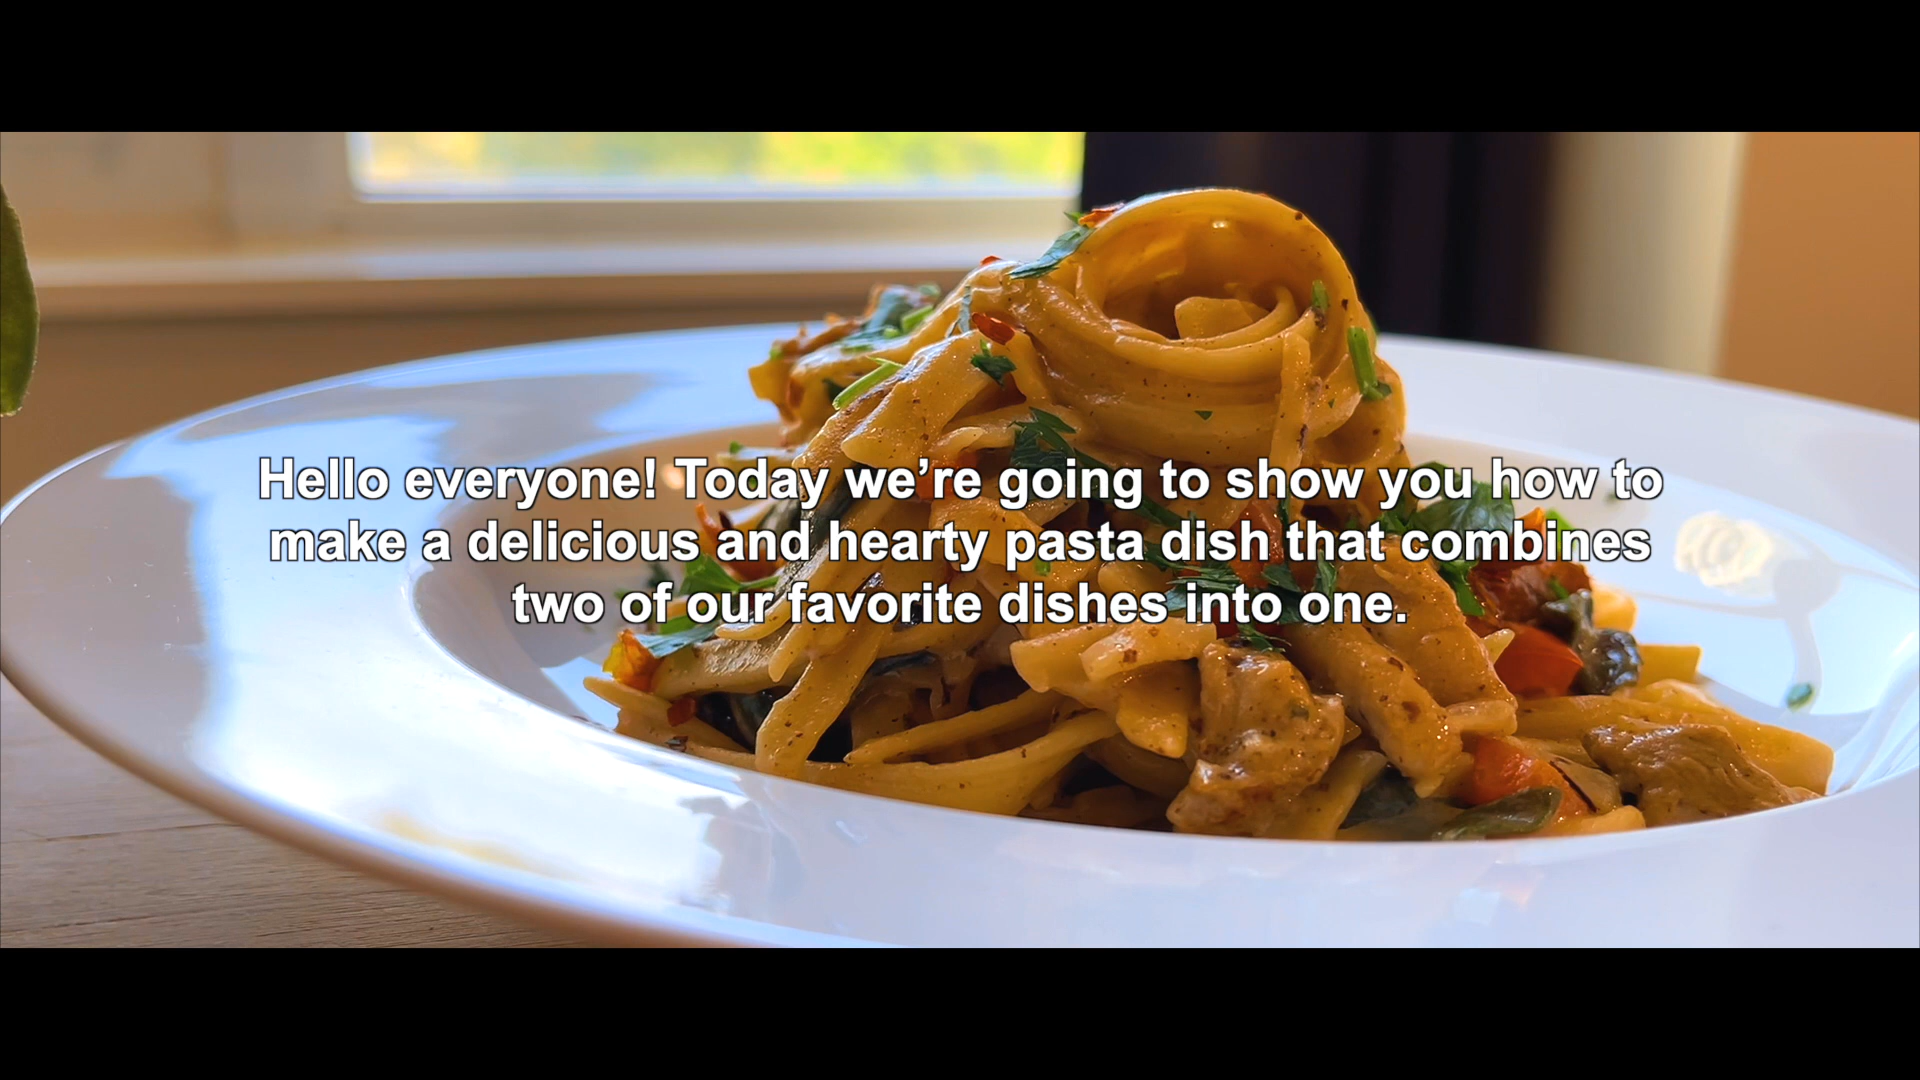 Hello everyone! Today we’re going to show you how to
make a delicious and hearty pasta dish that combines
two of our favorite dishes into one.